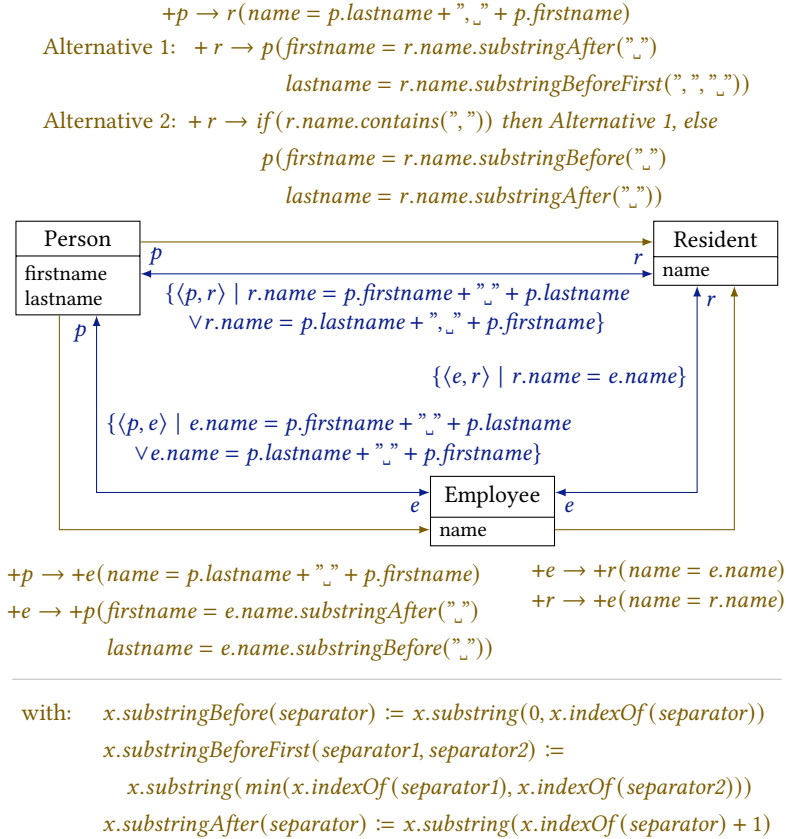 +p → r(name = p.lastname + ”,␣” + p.firstname)
Alternative 1: + r → p(firstname = r.name.substringAfter(”␣”)
lastname = r.name.substringBeforeFirst(”,”, ”␣”))
Alternative 2: + r → if(r.name.contains(”,”)) then Alternative 1, else
p(firstname = r.name.substringBefore(”␣”)
lastname = r.name.substringAfter(”␣”))
Person
Resident
p
r
firstname
name
lastname
{⟨p, r⟩ | r.name = p.firstname + ”␣” + p.lastname
∨r.name = p.lastname + ”,␣” + p.firstname}
p
r
{⟨e, r⟩ | r.name = e.name}
{⟨p, e⟩ | e.name = p.firstname + ”␣” + p.lastname
∨e.name = p.lastname + ”␣” + p.firstname}
Employee
e
e
name
+p → +e(name = p.lastname + ”␣” + p.firstname)
+e → +r(name = e.name)
+e → +p(firstname = e.name.substringAfter(”␣”)
+r → +e(name = r.name)
lastname = e.name.substringBefore(”␣”))
with: x.substringBefore(separator) ≔ x.substring(0, x.indexOf(separator))
x.substringBeforeFirst(separator1, separator2) ≔
x.substring(min(x.indexOf(separator1), x.indexOf(separator2)))
x.substringAfter(separator) ≔ x.substring(x.indexOf(separator) + 1)